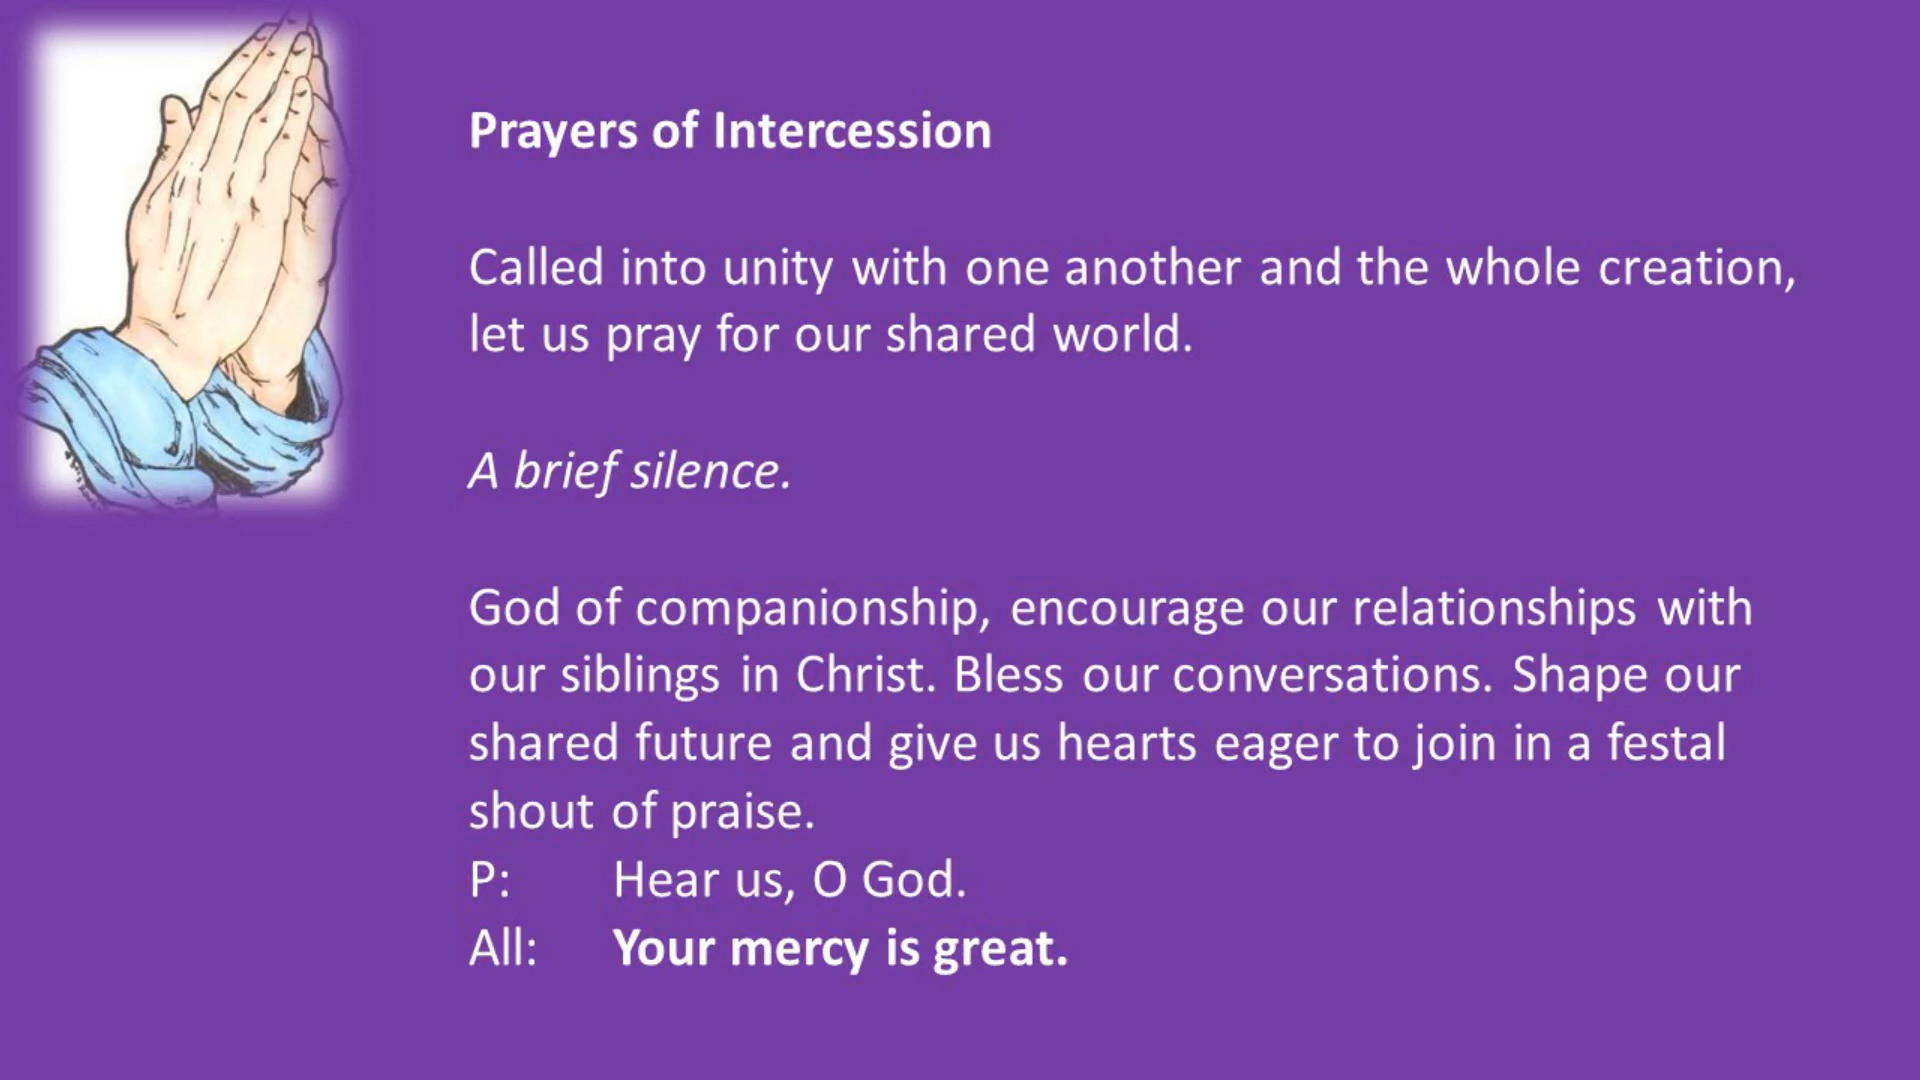 Prayers of Intercession
Called into unity with one another and the whole creation,
let us pray for our shared world.
A brief silence.
God of companionship, encourage our relationships with
our siblings in Christ. Bless our conversations. Shape our
shared future and give us hearts eager to join in a festal
shout of praise.
P: Hear us, O God.
All: Your mercy is great.